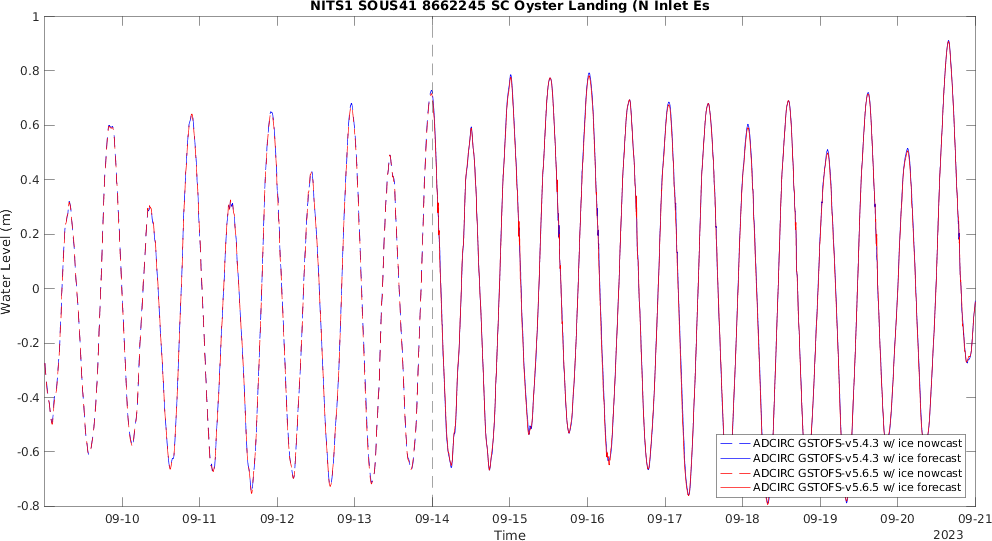 NITS1 SOUS41 8662245 SC Oyster Landing (N Inlet Es
1
0.8
0.6
0.4
0.2
0
-0.2
-0.4
-0.6
-0.8
Water Level (m)
ADCIRC GSTOFS-v5.4.3 w/ ice nowcast
ADCIRC GSTOFS-v5.4.3 w/ ice forecast
ADCIRC GSTOFS-v5.6.5 w/ ice nowcast
ADCIRC GSTOFS-v5.6.5 w/ ice forecast
09-10 09-11 09-12 09-13 09-14 09-15 09-16 09-17 09-18 09-19 09-20 09-21
Time
2023